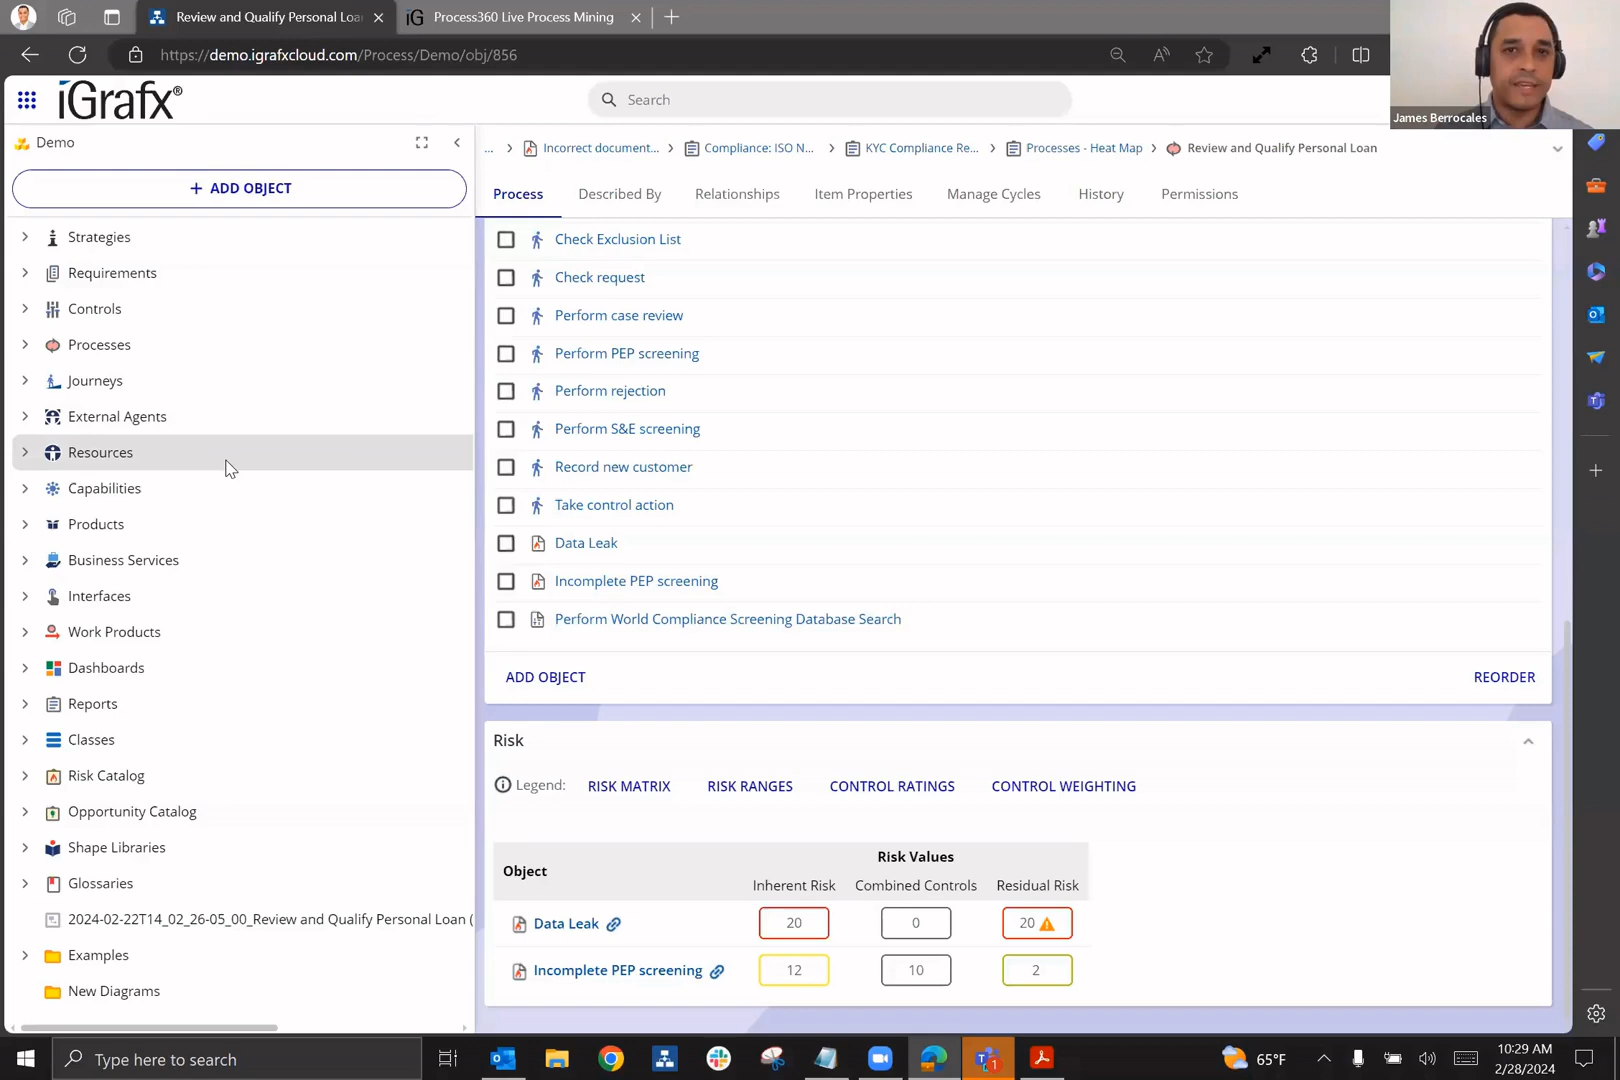 Review and Qualify Personal Loa
iG Process360 Live Process Mining
https://demo.igrafxcloud.com/Process/Demo/obj/856
iGrafx®
Search
James Berrocales
Demo
... Incorrect document... Compliance: ISO N... KYC Compliance Re... Processes - Heat Map Review and Qualify Personal Loan
+ ADD OBJECT
Process Described By Relationships Item Properties Manage Cycles History Permissions
Strategies
Requirements
Controls
Processes
Journeys
External Agents
Resources
Capabilities
Products
Business Services
Interfaces
Work Products
Dashboards
Reports
Classes
Risk Catalog
Opportunity Catalog
Shape Libraries
Glossaries
2024-02-22T14_02_26-05_00_Review and Qualify Personal Loan (
Examples
New Diagrams
Check Exclusion List
Check request
Perform case review
Perform PEP screening
Perform rejection
Perform S&E screening
Record new customer
Take control action
Data Leak
Incomplete PEP screening
Perform World Compliance Screening Database Search
ADD OBJECT REORDER
Risk
Legend: RISK MATRIX RISK RANGES CONTROL RATINGS CONTROL WEIGHTING
Object Risk Values
Inherent Risk Combined Controls Residual Risk
Data Leak 20 0 20
Incomplete PEP screening 12 10 2
Type here to search
1
65°F
10:29 AM
2/28/2024